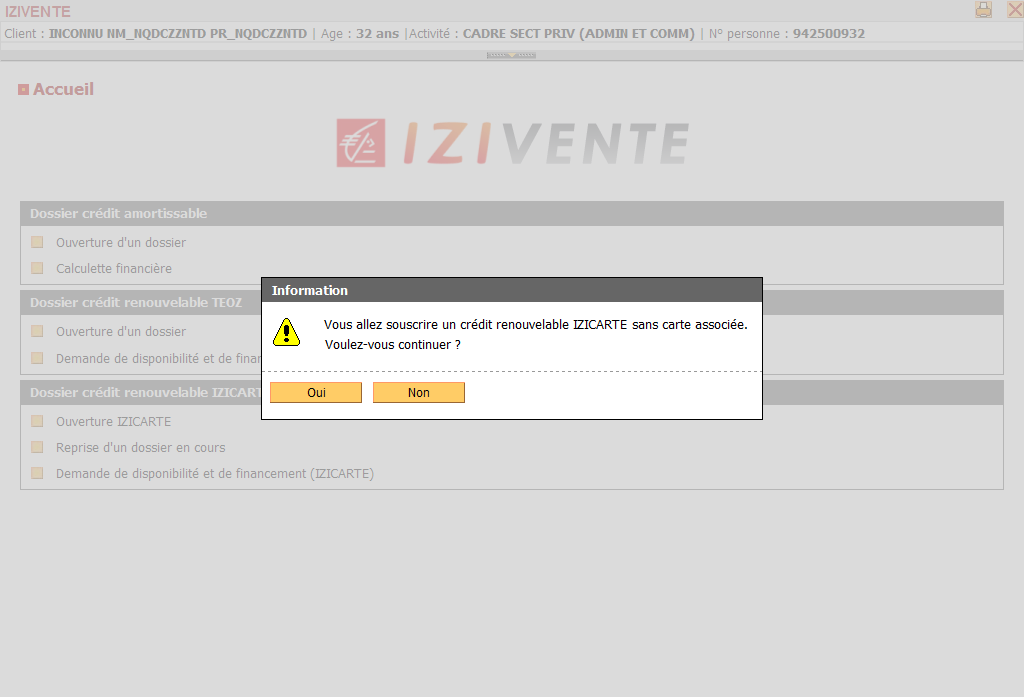 IZIVENTE
Client : INCONNU NM_NQDCZZNTD PR_NQDCZZNTD | Age : 32 ans |Activité : CADRE SECT PRIV (ADMIN ET COMM) | N° personne : 942500932
Accueil
IZIVENTE
Dossier crédit amortissable
Ouverture d'un dossier
Calculette financière
Dossier crédit renouvelable TEOZ
Ouverture d'un dossier
Demande de disponibilité et de finan
Information
Vous allez souscrire un crédit renouvelable IZICARTE sans carte associée.
Voulez-vous continuer ?
Oui Non
Dossier crédit renouvelable IZICART
Ouverture IZICARTE
Reprise d'un dossier en cours
Demande de disponibilité et de financement (IZICARTE)